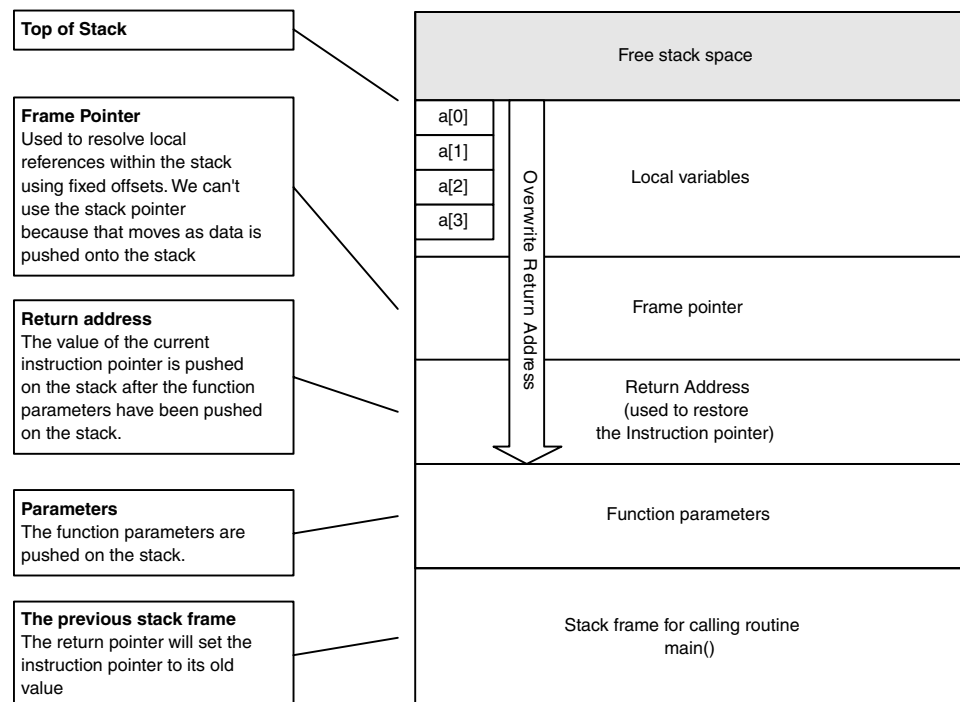 Top of Stack
Frame Pointer
Used to resolve local
references within the stack
using fixed offsets. We can't
use the stack pointer
because that moves as data is
pushed onto the stack
Return address
The value of the current
instruction pointer is pushed
on the stack after the function
parameters have been pushed
on the stack.
Parameters
The function parameters are
pushed on the stack.
The previous stack frame
The return pointer will set the
instruction pointer to its old
value
Free stack space
a[0]
a[1]
a[2]
a[3]
Overwrite Return Address
Local variables
Frame pointer
Return Address
(used to restore
the Instruction pointer)
Function parameters
Stack frame for calling routine
main()